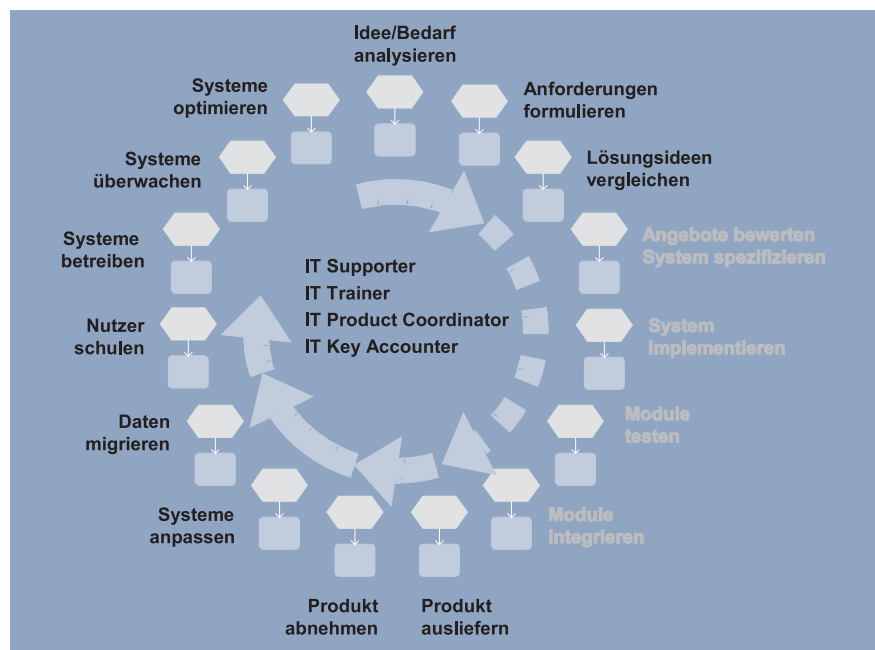 Idee/Bedarf
analysieren
Anforderungen
formulieren
Lösungsideen
vergleichen
Angebote bewerten
System spezifizieren
System
implementieren
Module
testen
Module
integrieren
Produkt
ausliefern
Produkt
abnehmen
Systeme
anpassen
Daten
migrieren
Nutzer
schulen
Systeme
betreiben
Systeme
überwachen
Systeme
optimieren
IT Supporter
IT Trainer
IT Product Coordinator
IT Key Accounter